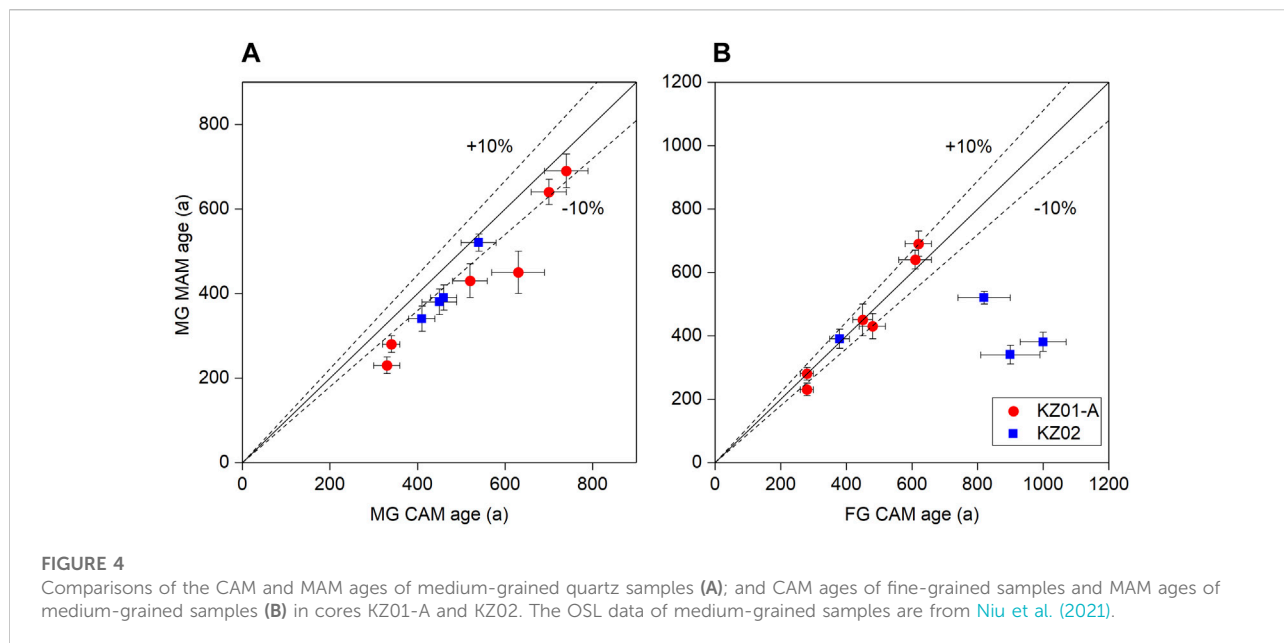 A
B
MG MAM age (a)
800
600
400
200
0
+10%
-10%
0 200 400 600 800
MG CAM age (a)
1200
1000
800
600
400
200
0
+10%
-10%
KZ01-A
KZ02
0 200 400 600 800 1000 1200
FG CAM age (a)
FIGURE 4
Comparisons of the CAM and MAM ages of medium-grained quartz samples (A); and CAM ages of fine-grained samples and MAM ages of
medium-grained samples (B) in cores KZ01-A and KZ02. The OSL data of medium-grained samples are from Niu et al. (2021).